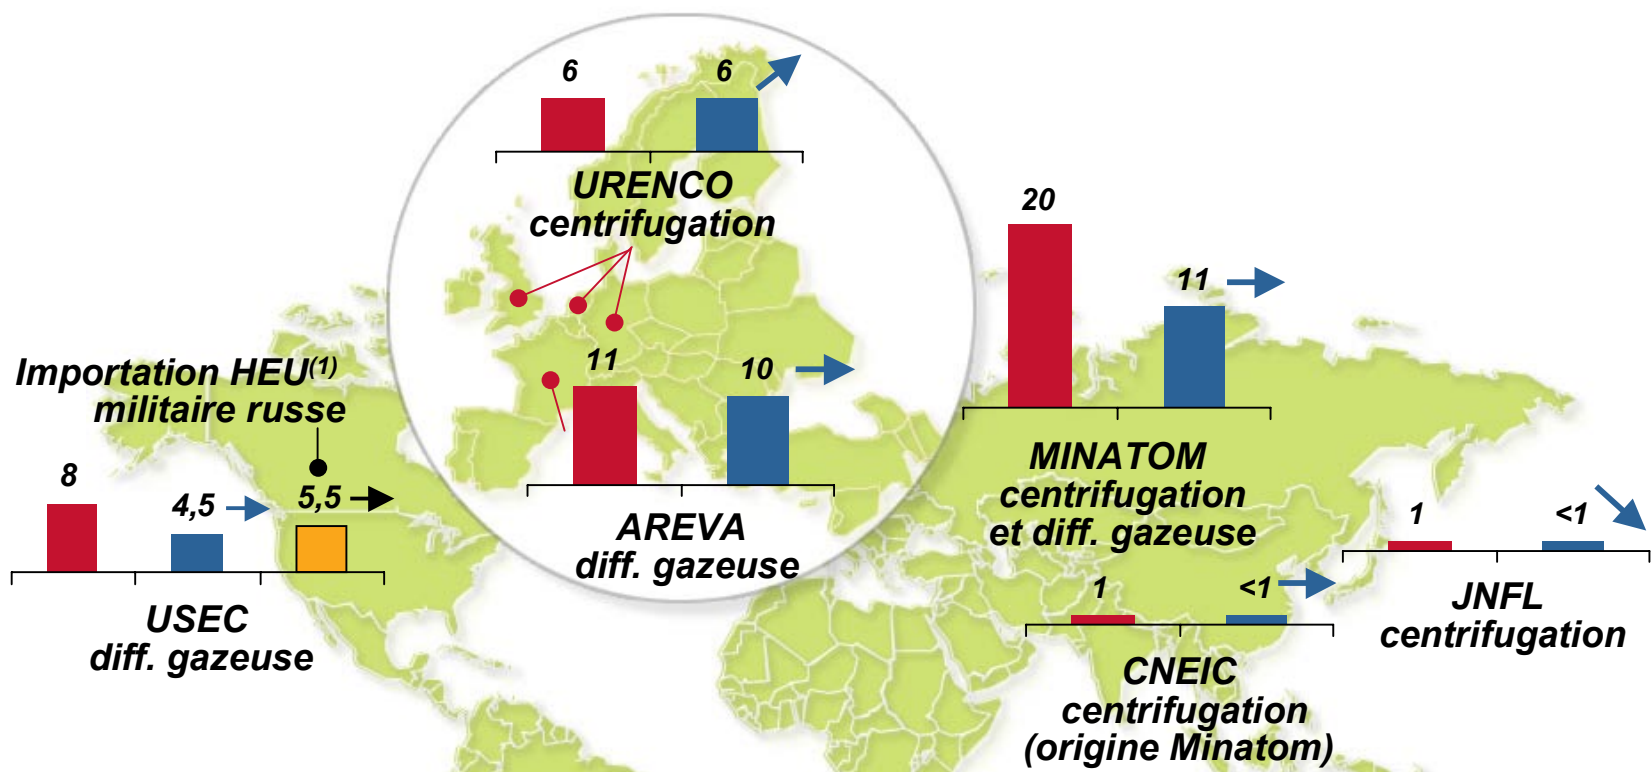 6
6
URENCO
centrifugation
11
10
AREVA
diff. gazeuse
Importation HEU(1)
militaire russe
8
4,5
5,5
USEC
diff. gazeuse
20
11
MINATOM
centrifugation
et diff. gazeuse
1
<1
JNFL
centrifugation
1
<1
CNEIC
centrifugation
(origine Minatom)